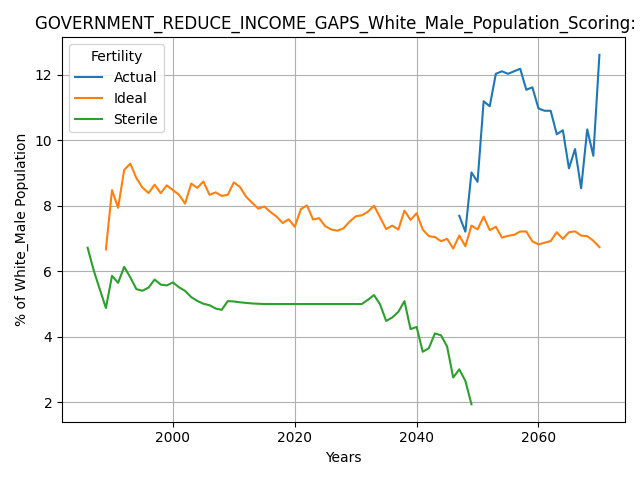 GOVERNMENT_REDUCE_INCOME_GAPS_White_Male_Population_Scoring:
Fertility
Actual
Ideal
Sterile
% of White_Male Population
12
10
8
6
4
2
2000 2020 2040 2060
Years